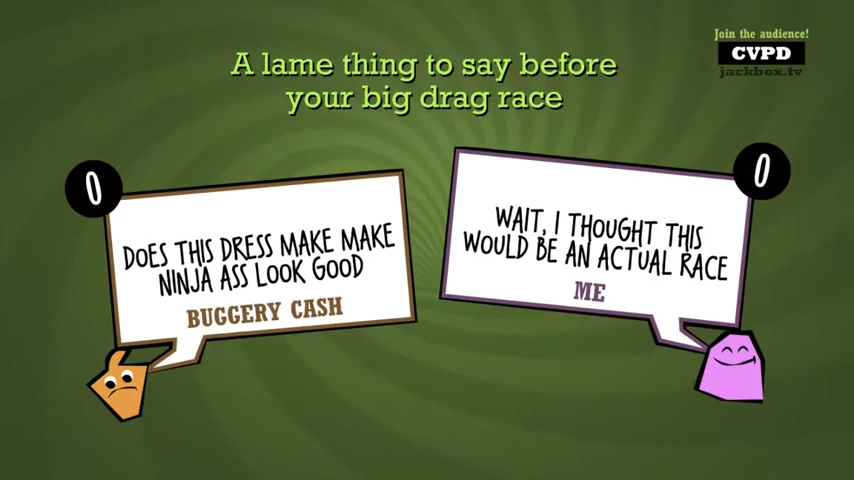 Join the audience!
CVPD
jackbox.tv
A lame thing to say before
your big drag race
0
0
DOES THIS DRESS MAKE MAKE
NINJA ASS LOOK GOOD
BUGGERY CASH
WAIT, I THOUGHT THIS
WOULD BE AN ACTUAL RACE
ME